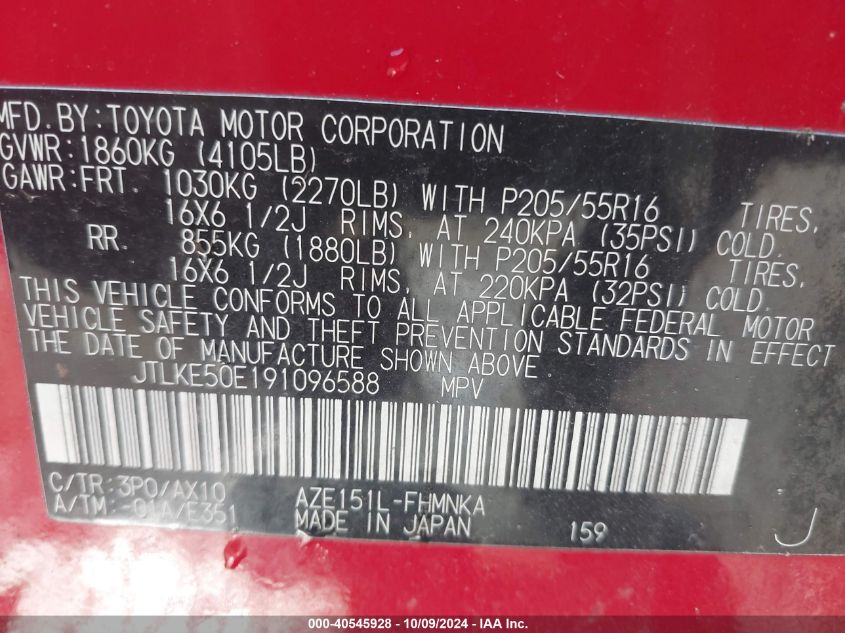 MFD.BY:TOYOTA MOTOR CORPORATION
GVWR:1860KG (4105LB)
GAWR:FRT. 1030KG (2270LB) WITH P205/55R16 TIRES,
16X6 1/2J RIMS, AT 240KPA (35PSI) COLD.
RR. 855KG (1880LB) WITH P205/55R16 TIRES,
16X6 1/2J RIMS, AT 220KPA (32PSI) COLD.
THIS VEHICLE CONFORMS TO ALL APPLICABLE FEDERAL MOTOR
VEHICLE SAFETY AND THEFT PREVENTION STANDARDS IN EFFECT
THE DATE OF MANUFACTURE SHOWN ABOVE.
JTLKE50E191096588 MPV
C/TR:3P0/AX10 AZE151L-FHMNKA
A/TM:-01A/E351 MADE IN JAPAN 159 J
000-40545928 - 10/09/2024 - IAA Inc.